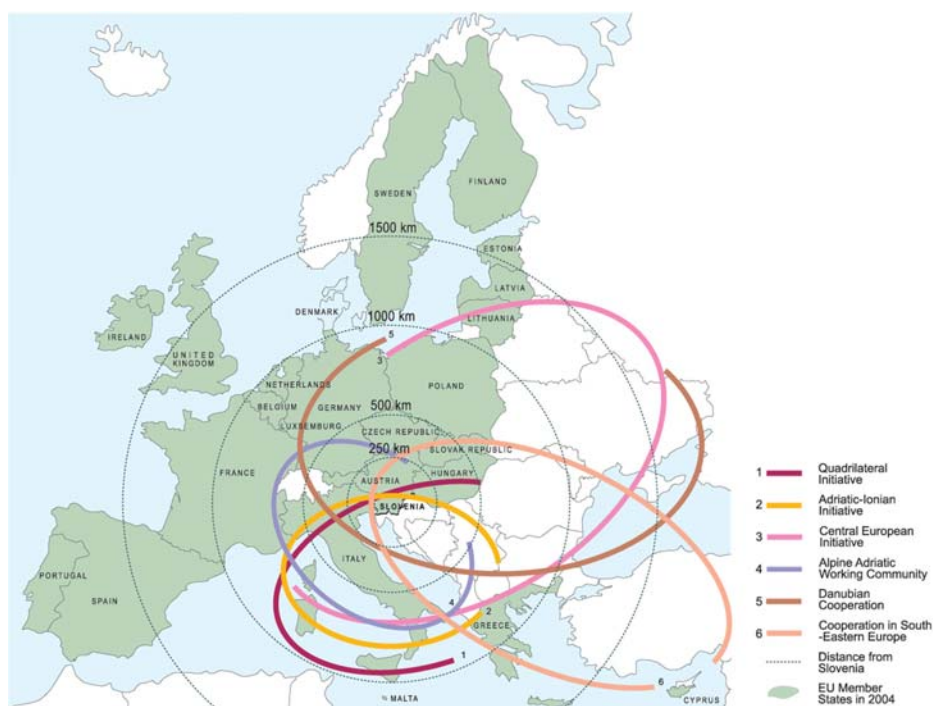 SWEDEN
FINLAND
1500 km
ESTONIA
LATVIA
DENMARK
LITHUANIA
1000 km
5
IRELAND
UNITED
KINGDOM
3
NETHERLANDS
POLAND
BELGIUM
GERMANY
500 km
LUXSEMBURG
CZECH REPUBLIC
250 km
SLOVAK REPUBLIC
FRANCE
AUSTRIA
HUNGARY
SLOVENIA
ITALY
PORTUGAL
SPAIN
4
2
GREECE
1
6
MALTA
CYPRUS
1 Quadrilateral
Initiative
2 Adriatic-Ionian
Initiative
3 Central European
Initiative
4 Alpine Adriatic
Working Community
5 Danubian
Cooperation
6 Cooperation in South
-Eastern Europe
Distance from
Slovenia
EU Member
States in 2004